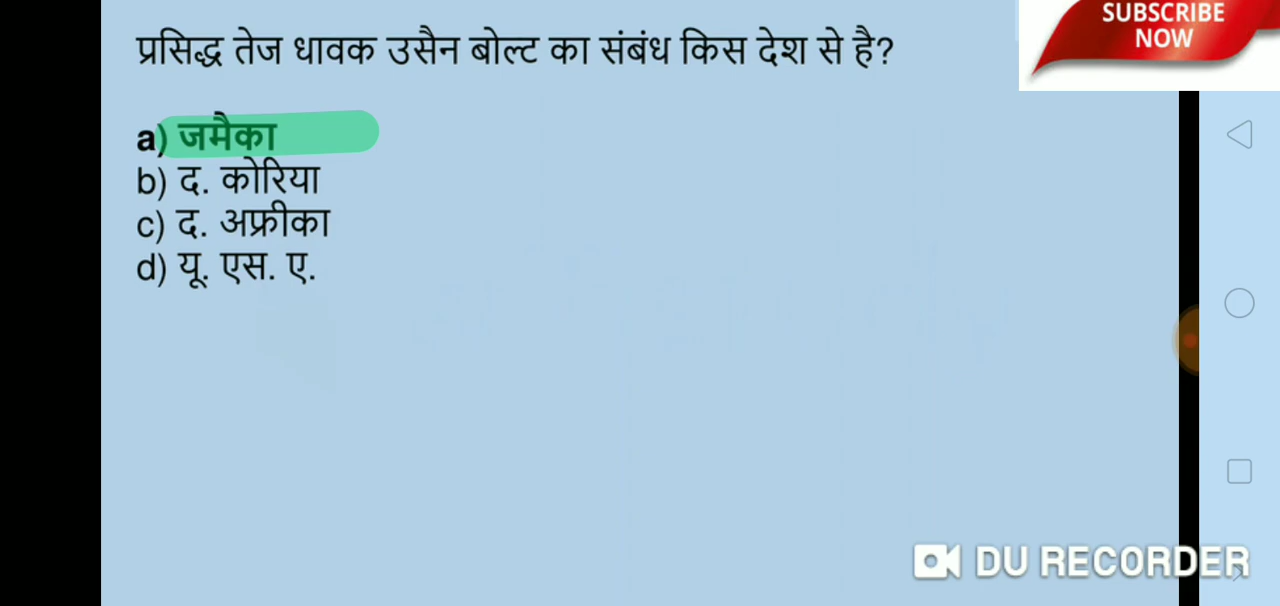 प्रसिद्ध तेज धावक उसैन बोल्ट का संबंध किस देश से है?
SUBSCRIBE
NOW
a) जमैका
b) द. कोरिया
c) द. अफ्रीका
d) यू. एस. ए.
DU RECORDER